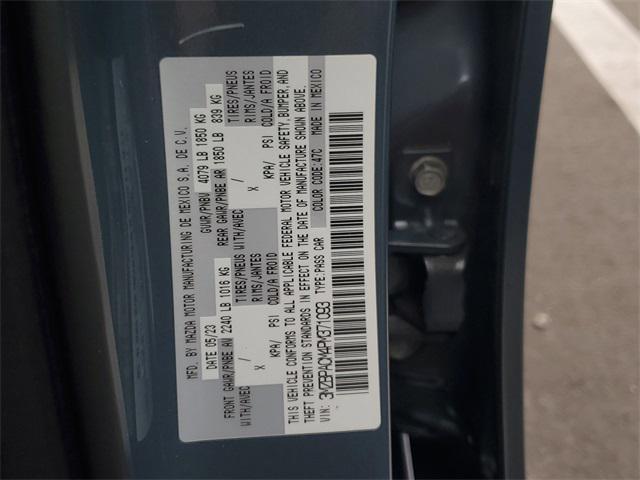 MFD. BY MAZDA MOTOR MANUFACTURING DE MEXICO S.A. DE C.V.
DATE 05/23 GVWR/PNBV 4079 LB 1850 KG
FRONT GAWR/PNBE AV 2240 LB 1016 KG REAR GAWR/PNBE AR 1850 LB 839 KG
WITH/AVEC TIRES/PNEUS WITH/AVEC TIRES/PNEUS
RIMS/JANTES RIMS/JANTES
KPA/ PSI COLD/A FROID KPA/ PSI COLD/A FROID
THIS VEHICLE CONFORMS TO ALL APPLICABLE FEDERAL MOTOR VEHICLE SAFETY, BUMPER, AND
THEFT PREVENTION STANDARDS IN EFFECT ON THE DATE OF MANUFACTURE SHOWN ABOVE.
VIN: 3MZBPACM4PM371093 TYPE:PASS CAR COLOR CODE:47C MADE IN MEXICO